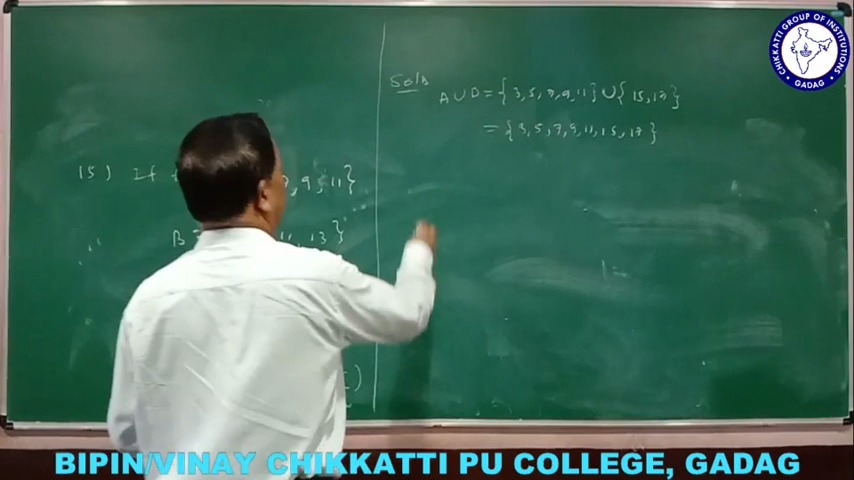 15) If
, 9, 11}
B =
11, 13}
Soln
A ∪ D = { 3, 5, 7, 9, 11 } ∪ { 15, 17 }
= { 3, 5, 7, 9, 11, 15, 17 }
CHIKKATTI GROUP OF INSTITUTIONS
GADAG
BIPIN/VINAY CHIKKATTI PU COLLEGE, GADAG